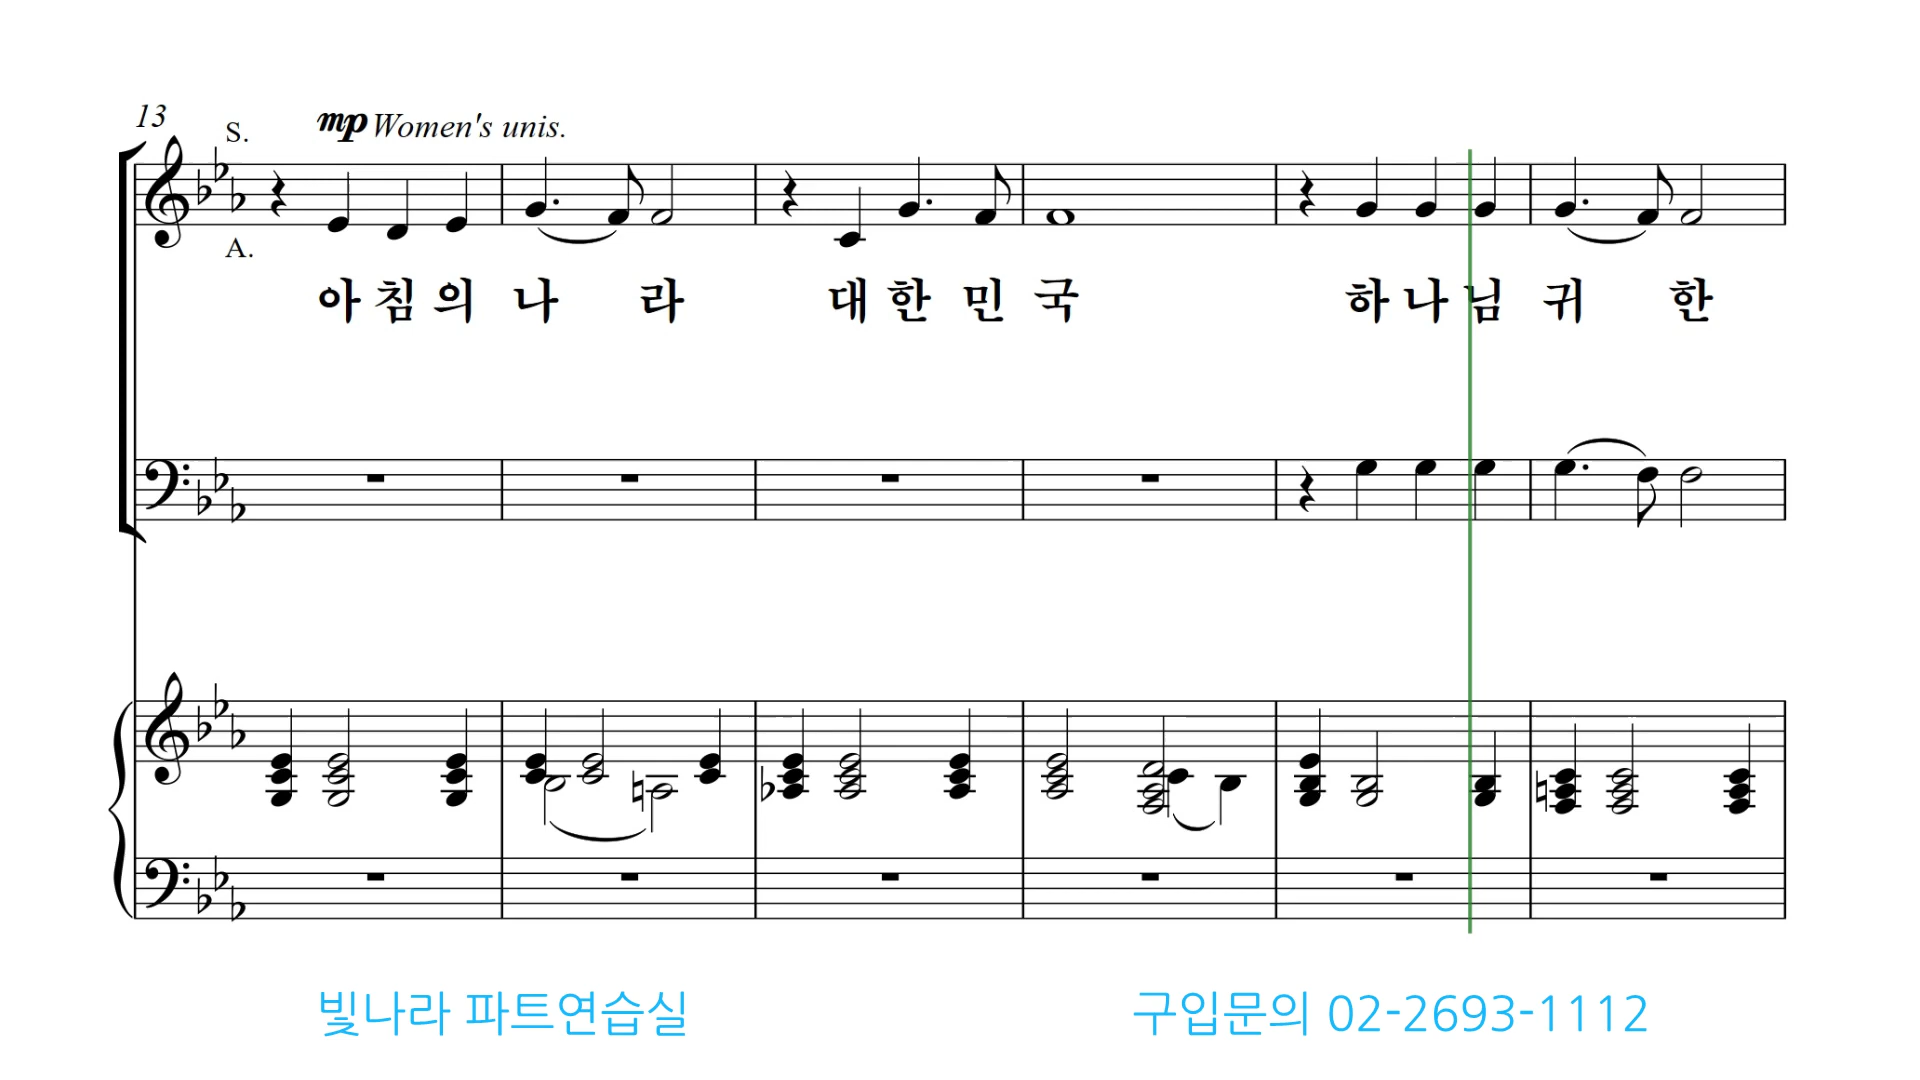 13
S.
mp Women's unis.
A.
아 침 의 나 라 대 한 민 국 하 나 님 귀 한
빛나라 파트연습실
구입문의 02-2693-1112